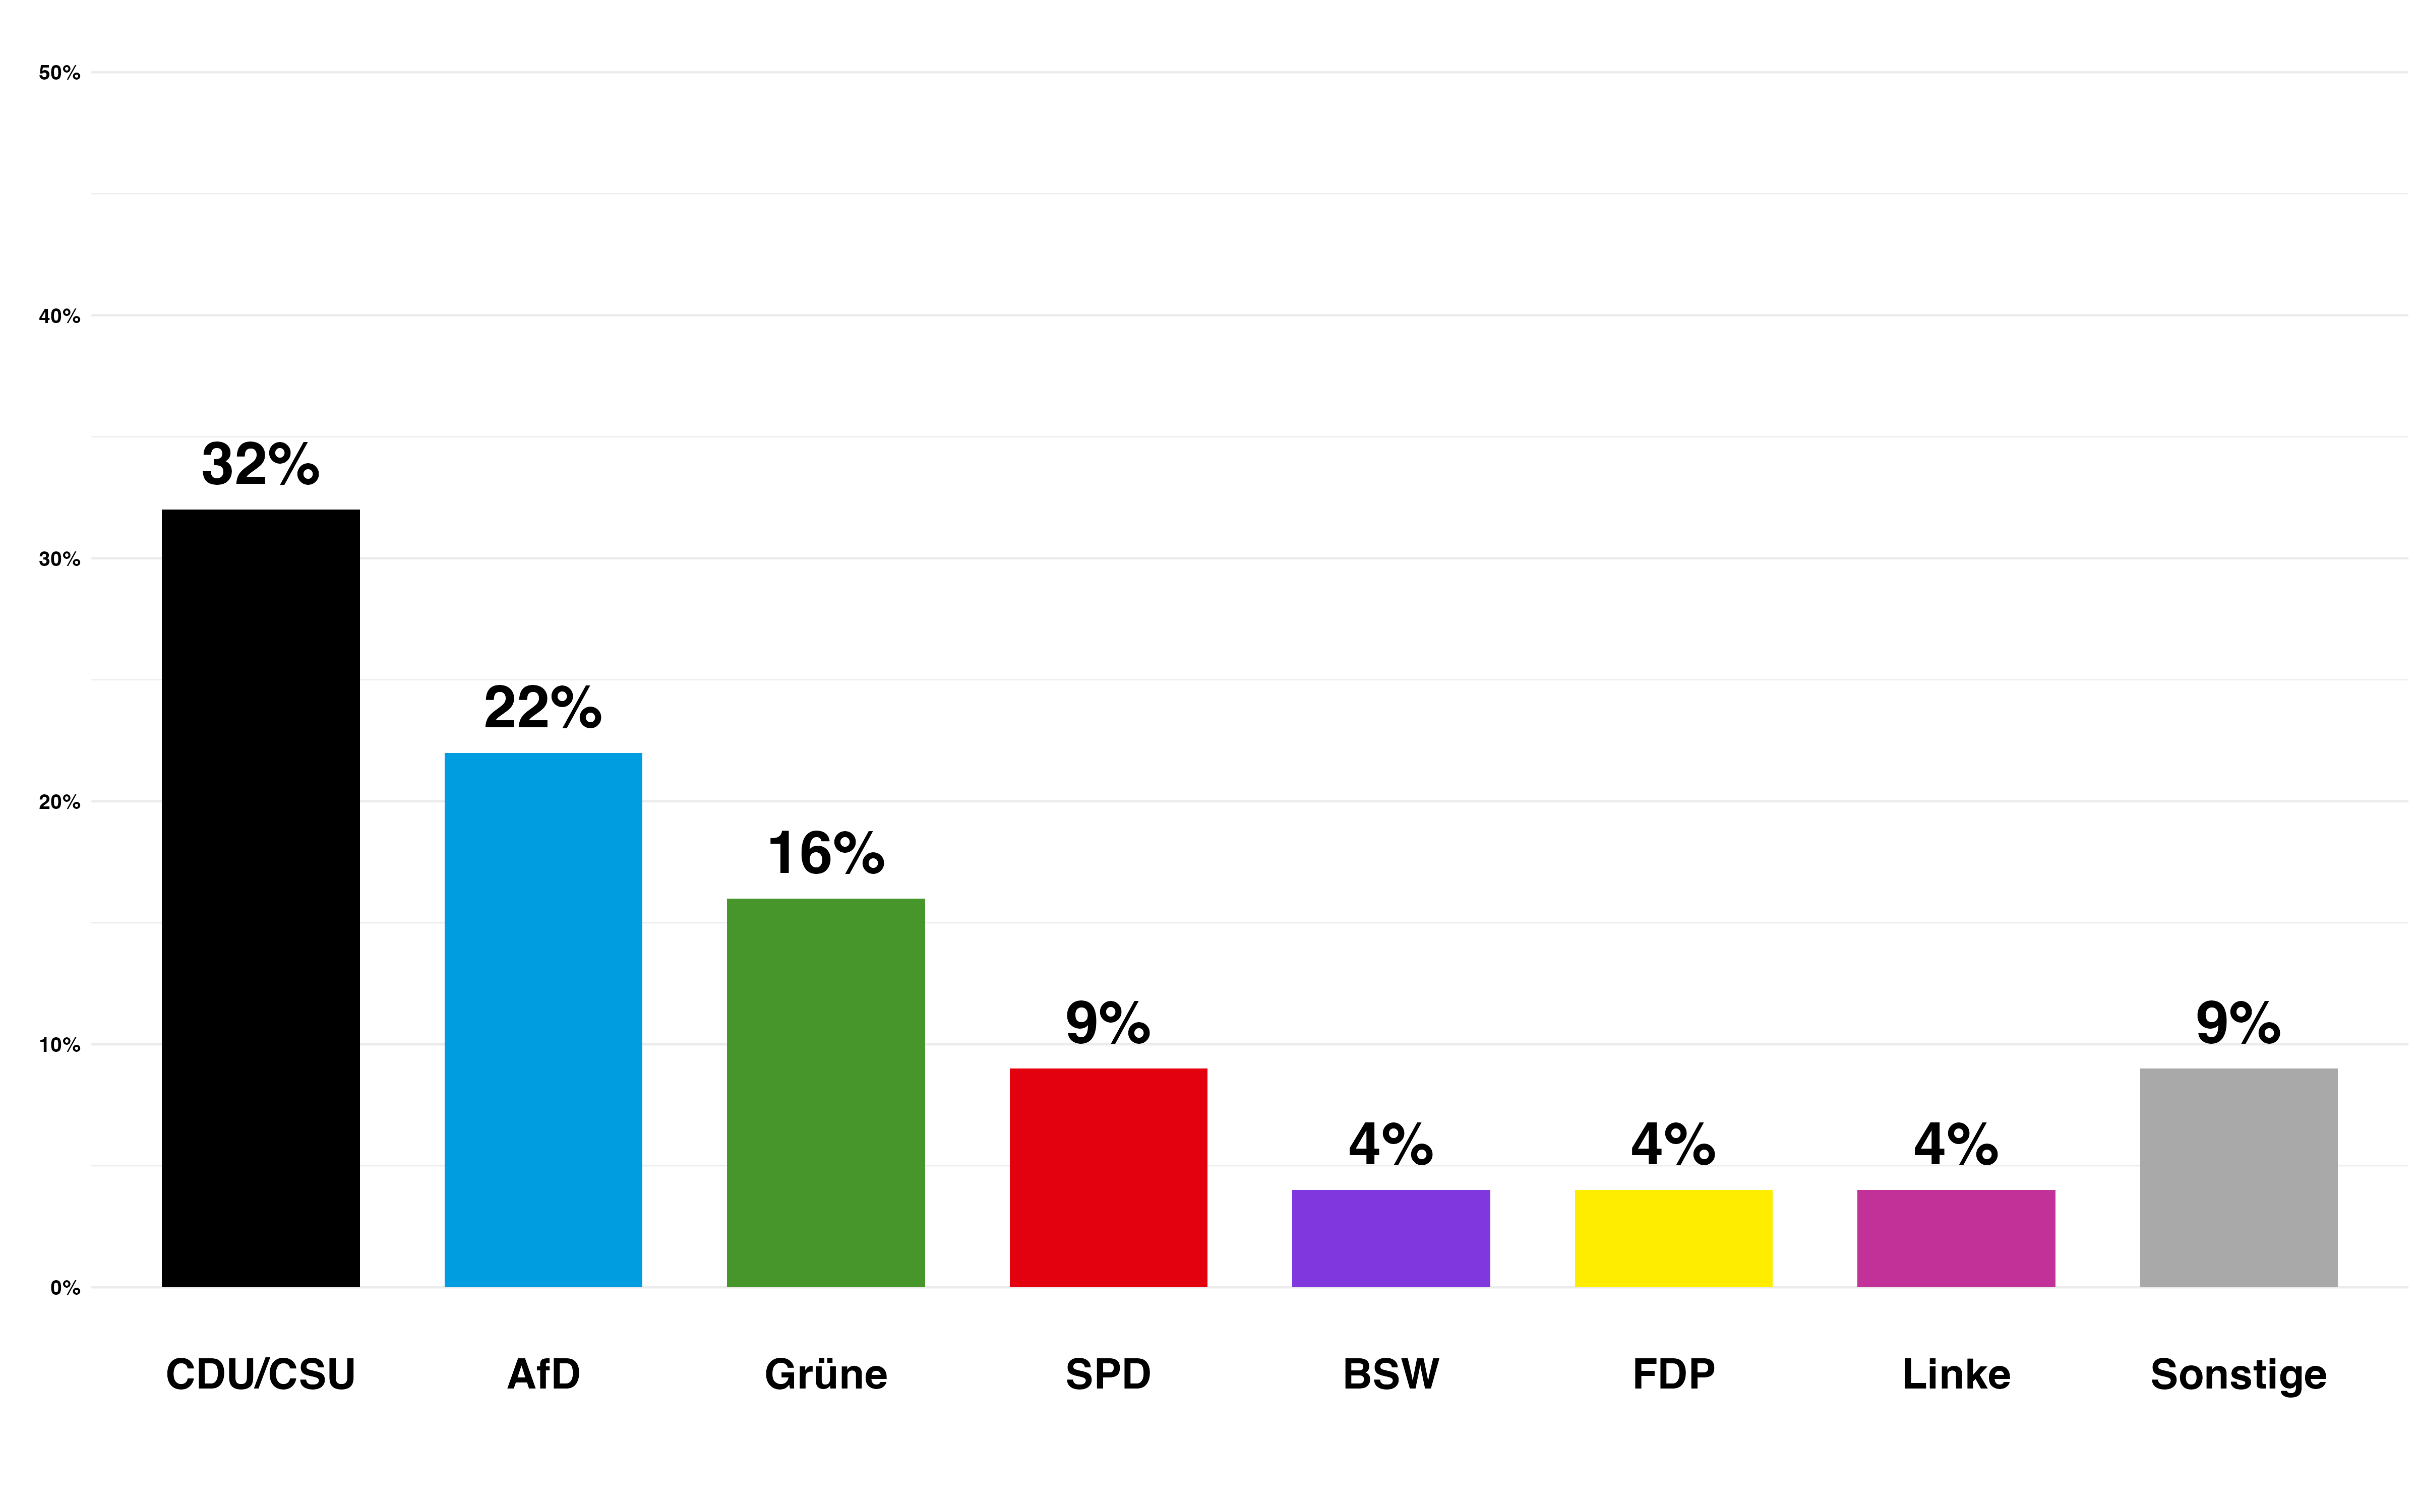 50%
40%
30%
20%
10%
0%
32%
22%
16%
9%
4%
4%
4%
9%
CDU/CSU
AfD
Grüne
SPD
BSW
FDP
Linke
Sonstige